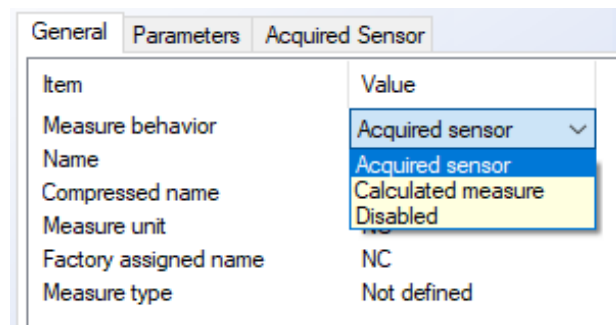 General Parameters Acquired Sensor
Item Value
Measure behavior Acquired sensor
Name Acquired sensor
Compressed name Calculated measure
Disabled
Measure unit
Factory assigned name NC
Measure type Not defined